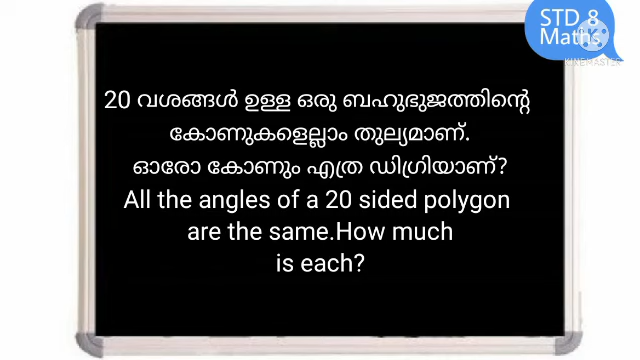 STD 8
Maths
KINEMASTER
20 വശങ്ങൾ ഉള്ള ഒരു ബഹുഭുജത്തിന്റെ
കോണുകളെല്ലാം തുല്യമാണ്.
ഓരോ കോണും എത്ര ഡിഗ്രിയാണ്?
All the angles of a 20 sided polygon
are the same.How much
is each?